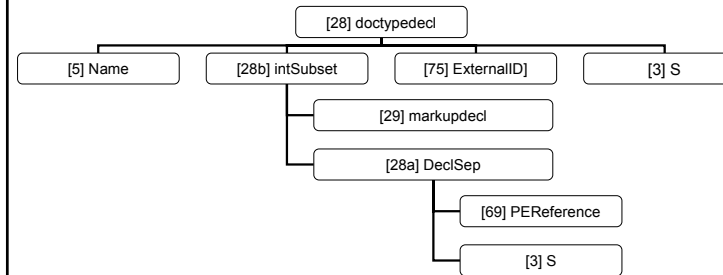 [28] doctypedecl
[5] Name
[28b] intSubset
[75] ExternalID]
[3] S
[29] markupdecl
[28a] DeclSep
[69] PEReference
[3] S